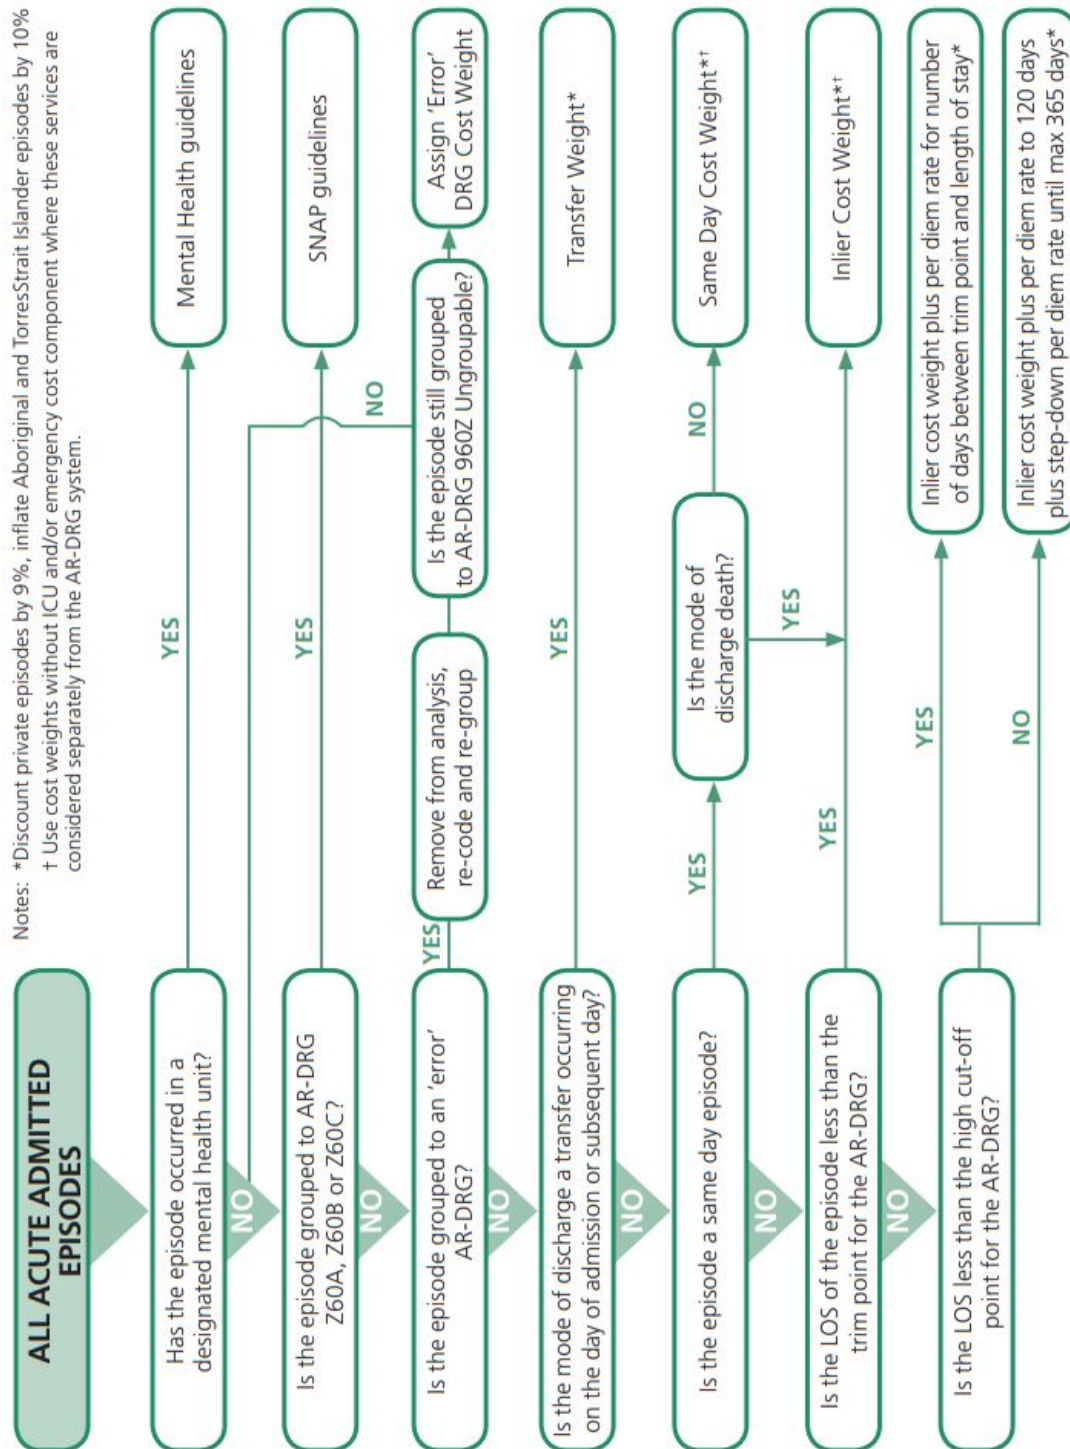 ALL ACUTE ADMITTED
EPISODES
Notes: *Discount private episodes by 9%, inflate Aboriginal and TorresStrait Islander episodes by 10%
† Use cost weights without ICU and/or emergency cost component where these services are
considered separately from the AR-DRG system.
Has the episode occurred in a
designated mental health unit?
YES
Mental Health guidelines
NO
Is the episode grouped to AR-DRG
Z60A, Z60B or Z60C?
YES
SNAP guidelines
NO
Is the episode grouped to an ‘error’
AR-DRG?
YES
Remove from analysis,
re-code and re-group
Is the episode still grouped
to AR-DRG 960Z Ungroupable?
NO
Assign ‘Error’
DRG Cost Weight
NO
Is the mode of discharge a transfer occurring
on the day of admission or subsequent day?
YES
Transfer Weight*
NO
Is the episode a same day episode?
YES
Is the mode of
discharge death?
NO
Same Day Cost Weight*†
YES
NO
Is the LOS of the episode less than the
trim point for the AR-DRG?
YES
Inlier Cost Weight*†
NO
Is the LOS less than the high cut-off
point for the AR-DRG?
YES
Inlier cost weight plus per diem rate for number
of days between trim point and length of stay*
NO
Inlier cost weight plus per diem rate to 120 days
plus step-down per diem rate until max 365 days*